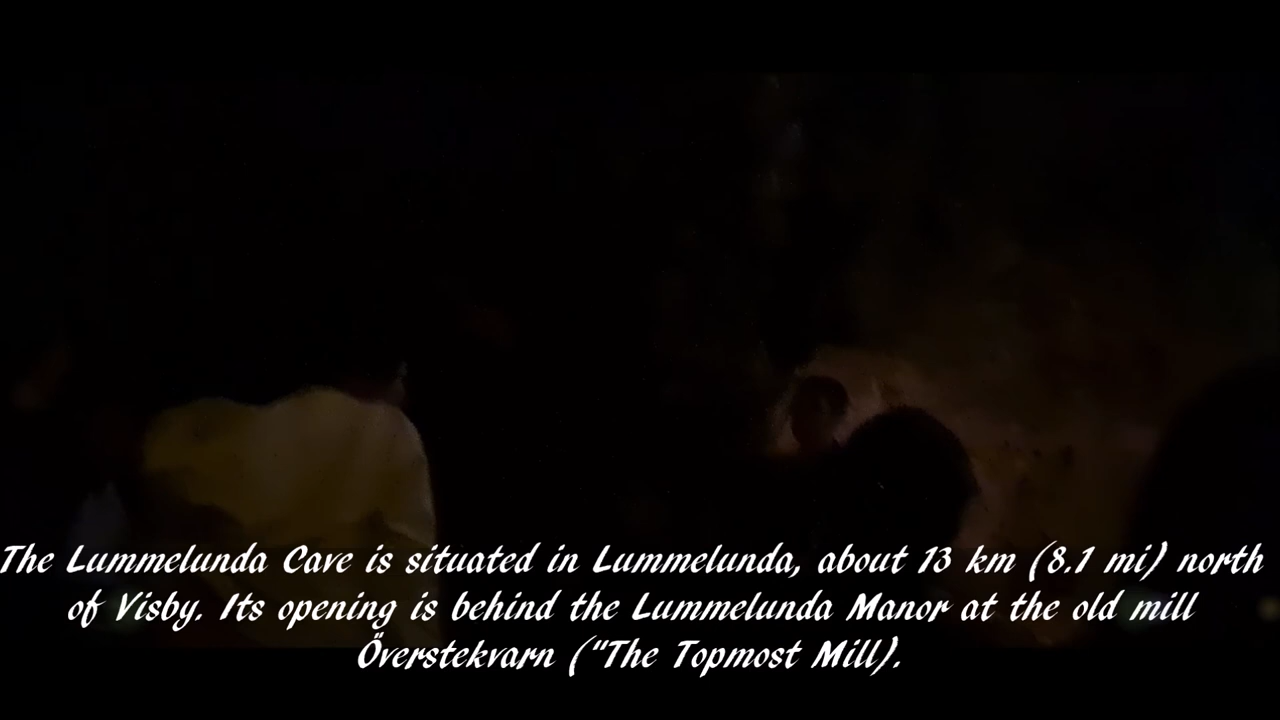 The Lummelunda Cave is situated in Lummelunda, about 13 km (8.1 mi) north
of Visby. Its opening is behind the Lummelunda Manor at the old mill
Överstekvarn ("The Topmost Mill).